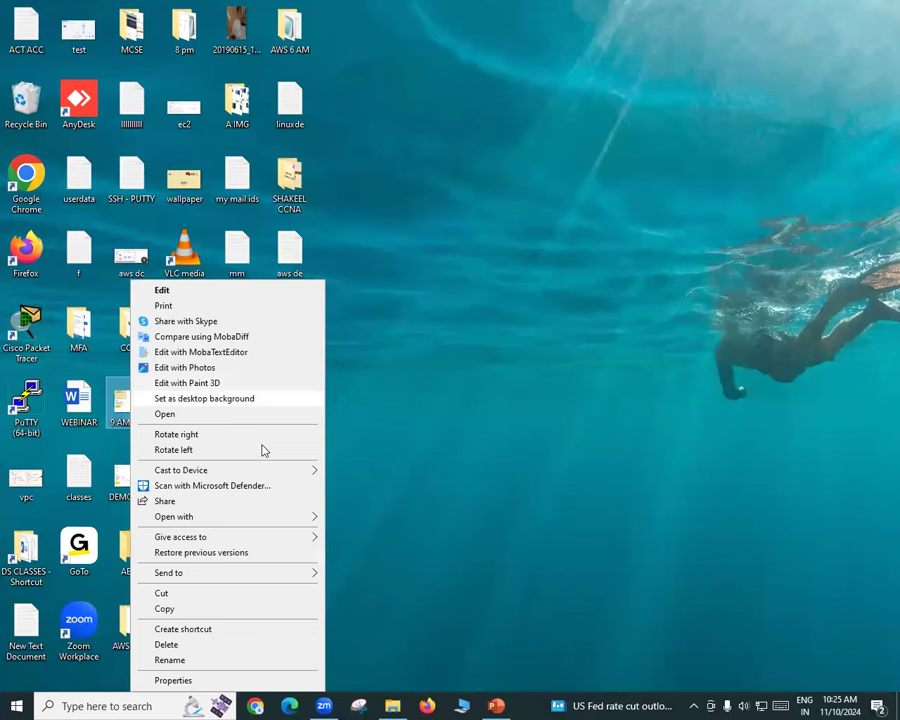 ACT ACC
test
MCSE
8 pm
20190615_1...
AWS 6 AM
Recycle Bin
AnyDesk
llllllllll
ec2
A IMG
linuxde
Google
Chrome
userdata
SSH - PUTTY
wallpaper
my mail ids
SHAKEEL
CCNA
Firefox
f
aws dc
VLC media
mm
aws de
Cisco Packet
Tracer
MFA
PuTTY
(64-bit)
WEBINAR
9 AM
vpc
classes
DS CLASSES -
Shortcut
GoTo
New Text
Document
Zoom
Workplace
AWS
zoom
Edit
Print
Share with Skype
Compare using MobaDiff
Edit with MobaTextEditor
Edit with Photos
Edit with Paint 3D
Set as desktop background
Open
Rotate right
Rotate left
Cast to Device
Scan with Microsoft Defender...
Share
Open with
Give access to
Restore previous versions
Send to
Cut
Copy
Create shortcut
Delete
Rename
Properties
Type here to search
zm
US Fed rate cut outlo...
ENG
IN
10:25 AM
11/10/2024
2